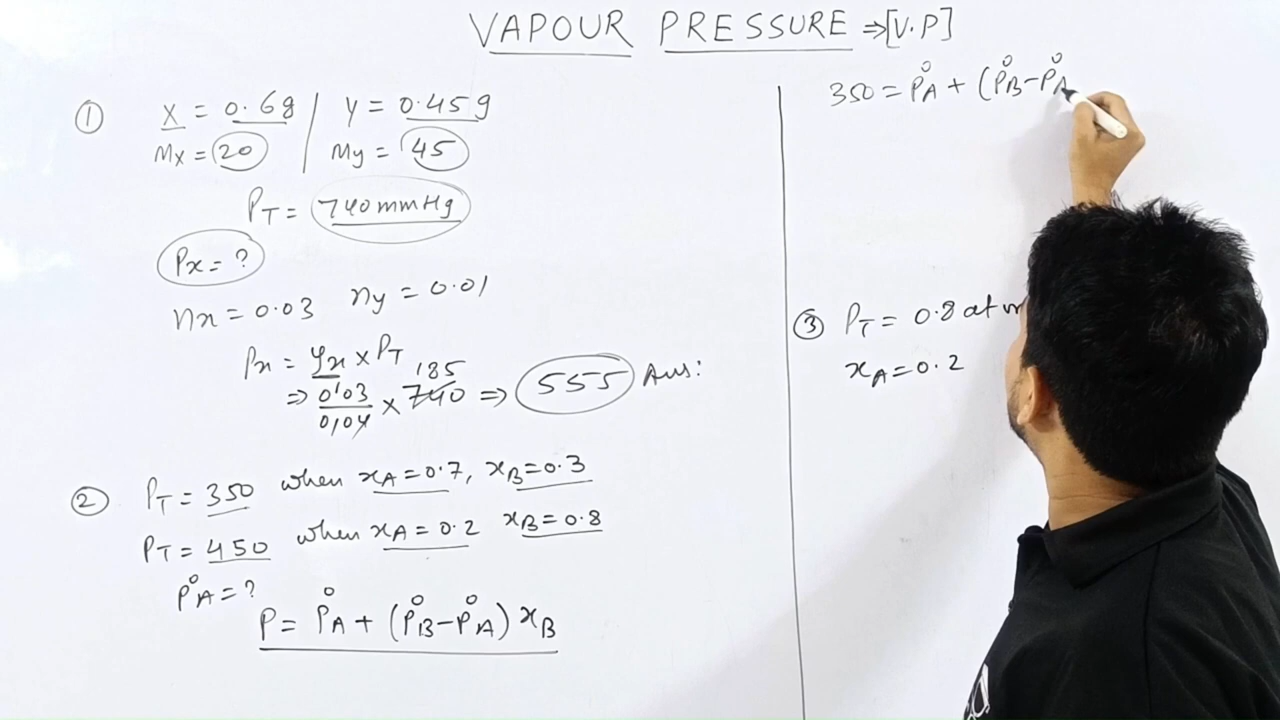 VAPOUR PRESSURE ⇒[V.P]
① X = 0.6g / Y = 0.45g
Mx = 20 / My = 45
PT = 740mmHg
Px = ?
nx = 0.03 ny = 0.01
Px = yx × PT
185
⇒ 0.03/0.04 × 740 ⇒ 555 Ans:
② PT = 350 when xA = 0.7, xB = 0.3
PT = 450 when xA = 0.2 xB = 0.8
P°A = ?
P = P°A + (P°B - P°A) xB
350 = P°A + (P°B - P°A
③ PT = 0.8 at
xA = 0.2